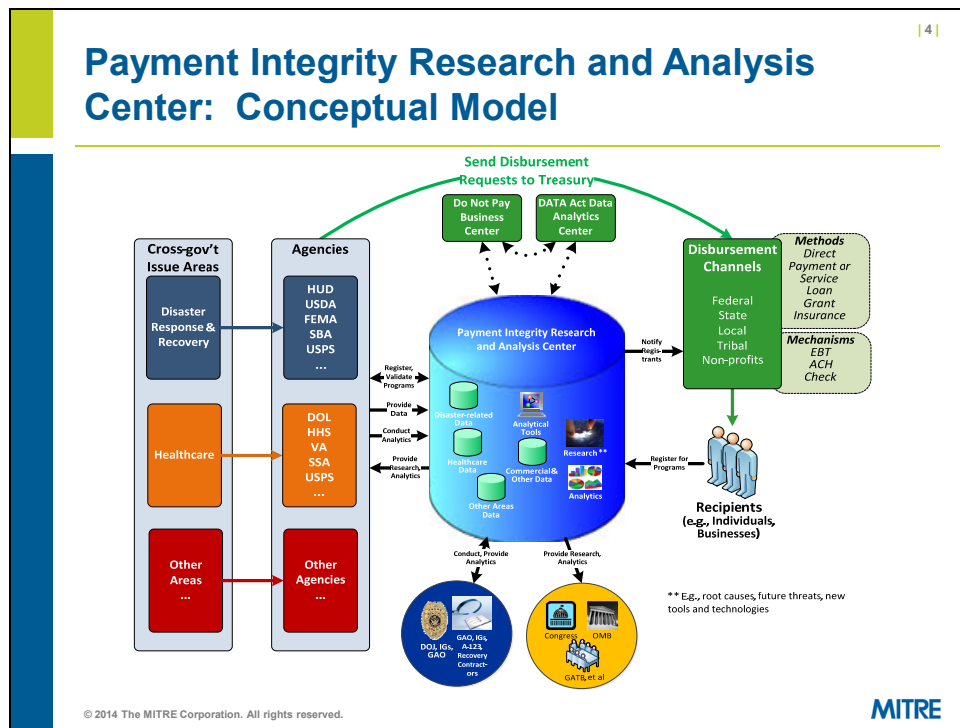 | 4 |
Payment Integrity Research and Analysis
Center: Conceptual Model
Send Disbursement
Requests to Treasury
Do Not Pay
Business
Center
DATA Act Data
Analytics
Center
Cross-gov't
Issue Areas
Disaster
Response &
Recovery
Healthcare
Other
Areas
...
Agencies
HUD
USDA
FEMA
SBA
USPS
...
DOL
HHS
VA
SSA
USPS
...
Other
Agencies
...
Register,
Validate
Programs
Provide
Data
Conduct
Analytics
Provide
Research,
Analytics
Payment Integrity Research
and Analysis Center
Disaster-related
Data
Analytical
Tools
Healthcare
Data
Commercial &
Other Data
Research **
Analytics
Other Areas
Data
Notify
Regis-
trants
Disbursement
Channels
Federal
State
Local
Tribal
Non-profits
Methods
Direct
Payment or
Service
Loan
Grant
Insurance
Mechanisms
EBT
ACH
Check
Register for
Programs
Recipients
(e.g., Individuals,
Businesses)
Conduct, Provide
Analytics
Provide Research,
Analytics
DOJ, IGs,
GAO
GAO, IGs,
A-123,
Recovery
Contract-
ors
Congress
OMB
GATB, et al
** E.g., root causes, future threats, new
tools and technologies
© 2014 The MITRE Corporation. All rights reserved.
MITRE